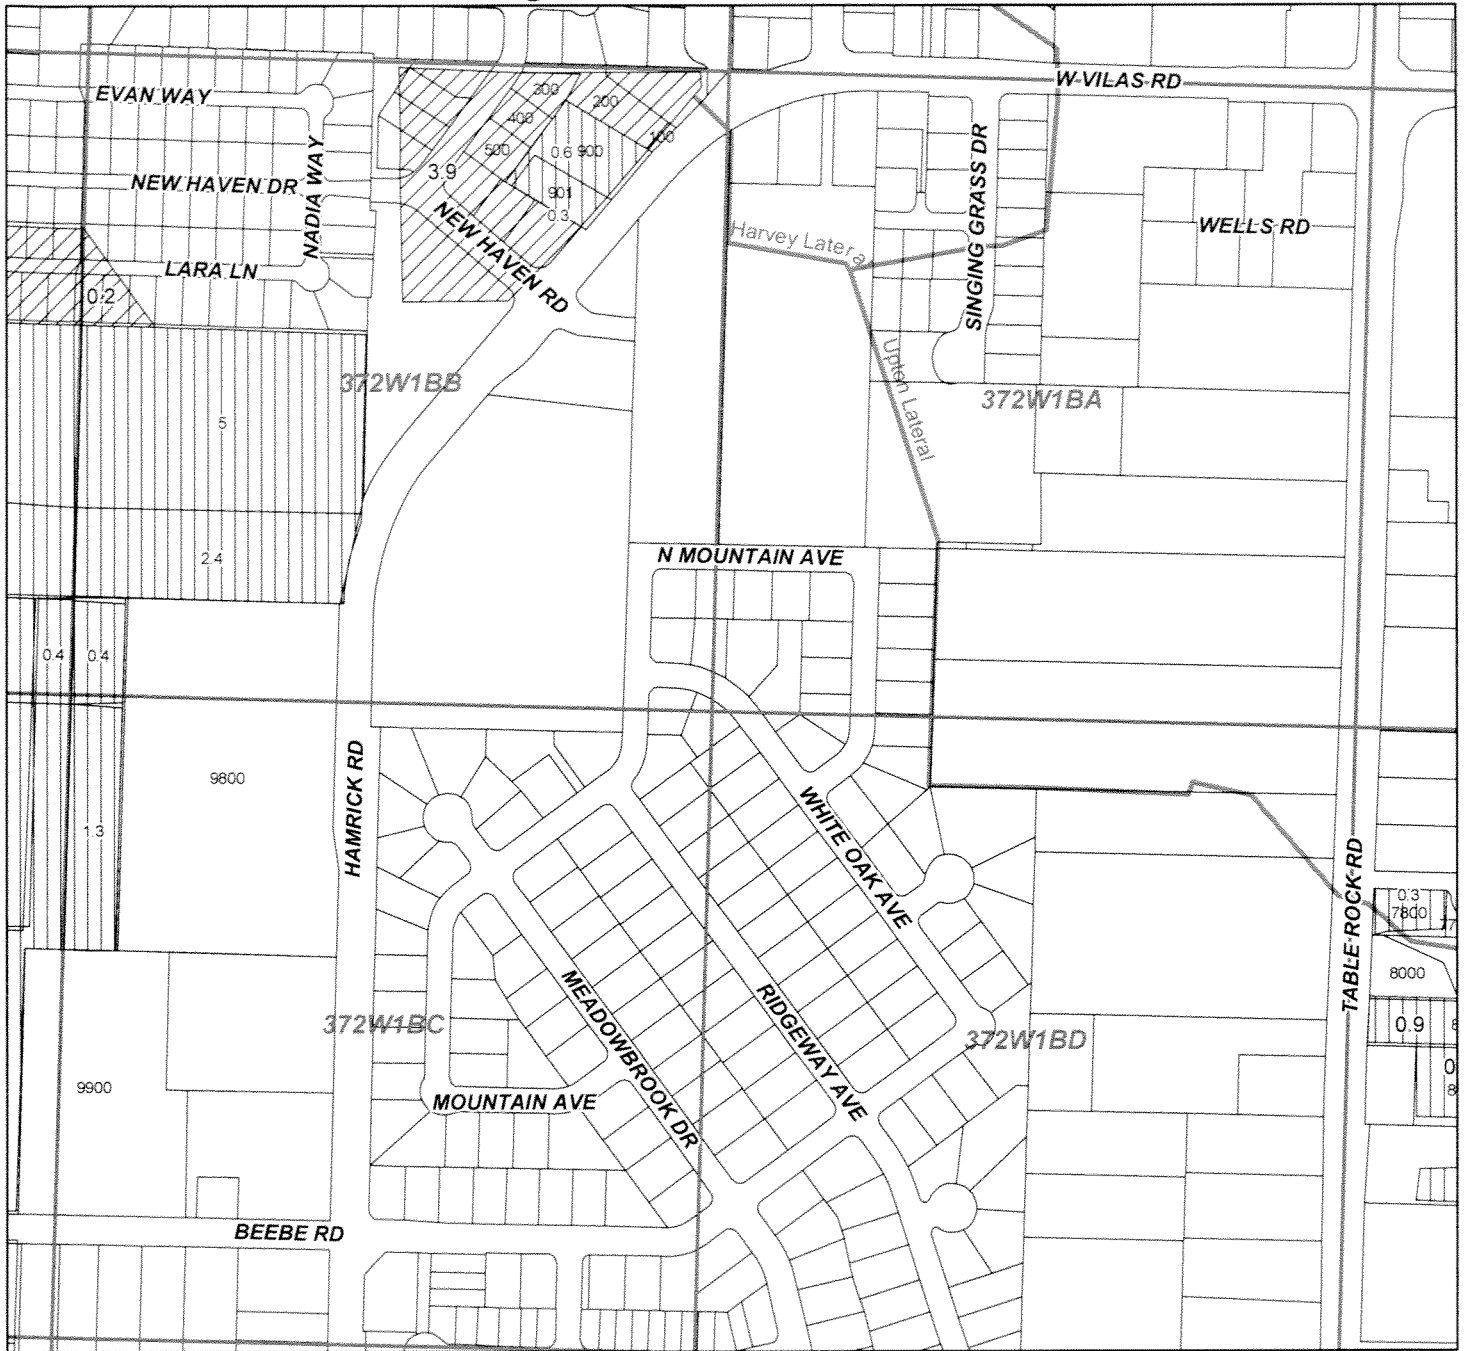 W VILAS RD
EVAN WAY
300
200
400
100
500
0.6 900
3.9
901
0.3
NEW HAVEN DR
NADIA WAY
NEW HAVEN RD
SINGING GRASS DR
WELLS RD
Harvey Latera
LARA LN
0.2
372W1BB
Upton Lateral
372W1BA
5
2.4
N MOUNTAIN AVE
0.4
0.4
9800
HAMRICK RD
1.3
WHITE OAK AVE
TABLE ROCK RD
0.3
7800
8000
0.9
MEADOWBROOK DR
RIDGEWAY AVE
372W1BC
372W1BD
9900
MOUNTAIN AVE
BEEBE RD